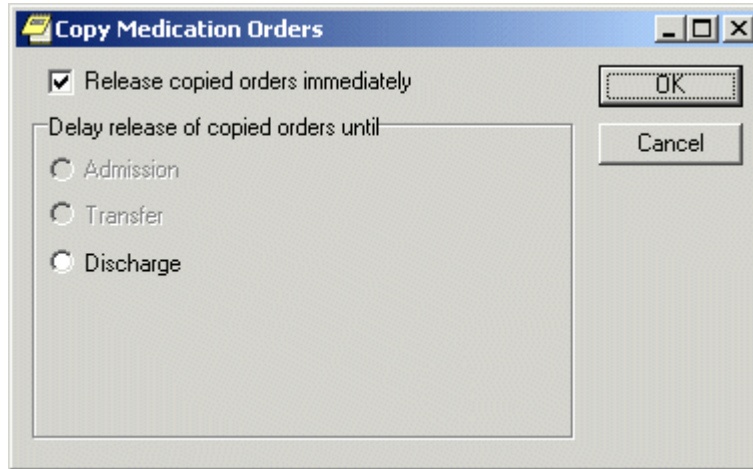 Copy Medication Orders
Release copied orders immediately
OK
Delay release of copied orders until
Cancel
Admission
Transfer
Discharge